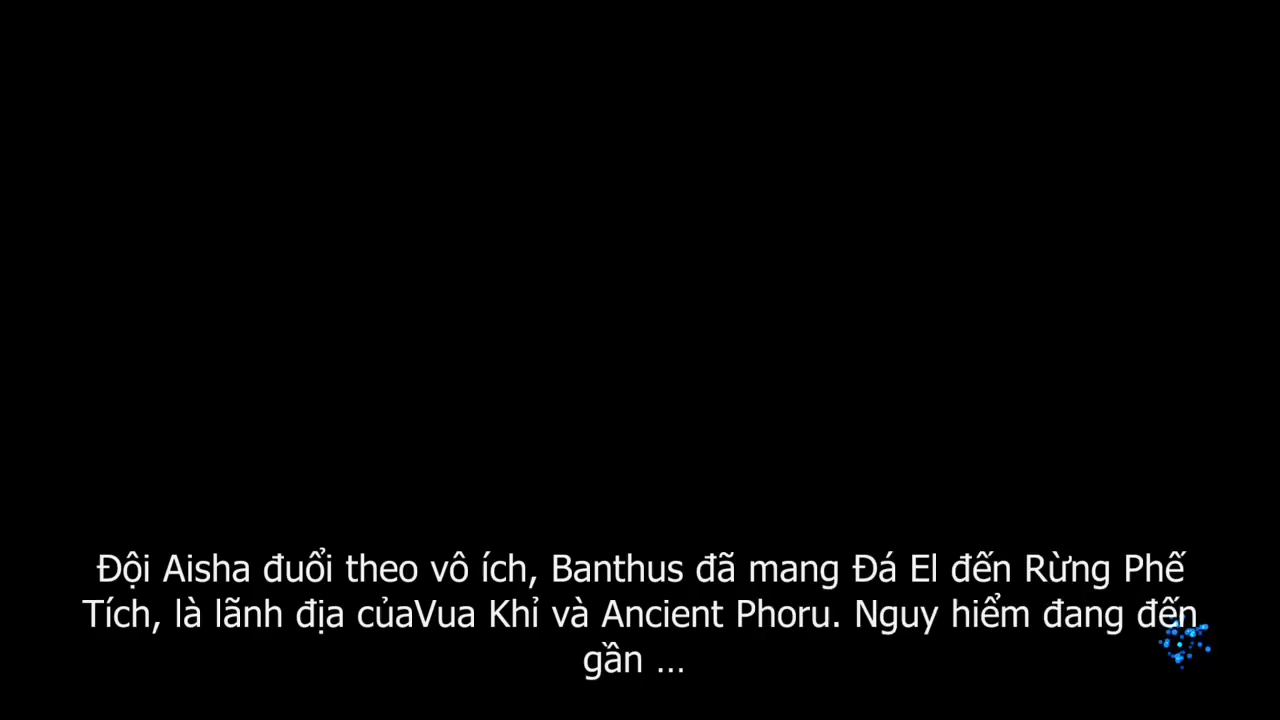 Đội Aisha đuổi theo vô ích, Banthus đã mang Đá El đến Rừng Phế
Tích, là lãnh địa củaVua Khỉ và Ancient Phoru. Nguy hiểm đang đến
gần ...